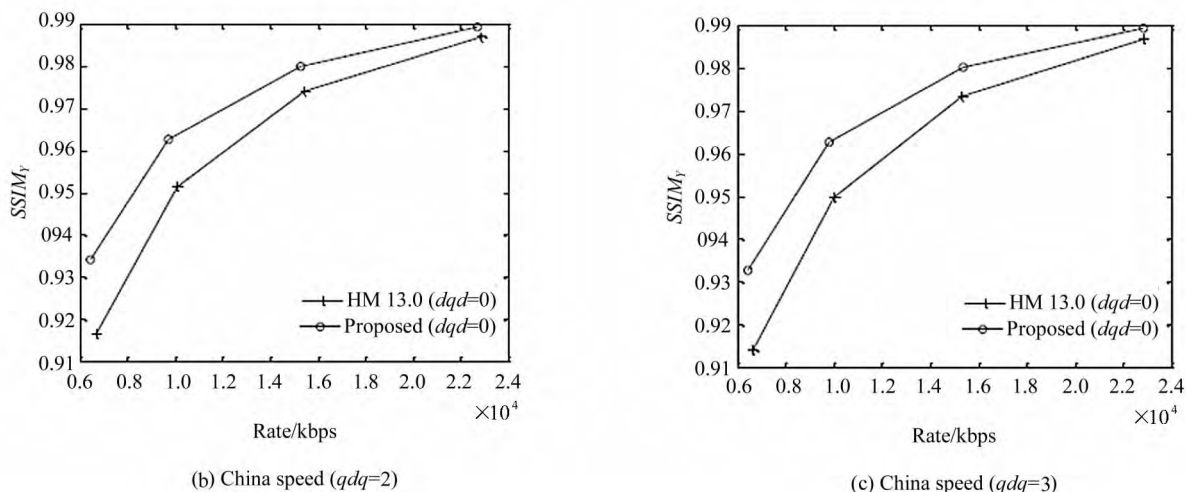 0.99
0.98
0.97
0.96
0.95
094
0.93
0.92
0.91
SSIM_Y
0.6 0.8 1.0 1.2 1.4 1.6 1.8 2.0 2.2 2.4
×10^4
Rate/kbps
HM 13.0 (dqd=0)
Proposed (dqd=0)
(b) China speed (qdq=2)
0.99
0.98
0.97
0.96
0.95
094
0.93
0.92
0.91
SSIM_Y
0.6 0.8 1.0 1.2 1.4 1.6 1.8 2.0 2.2 2.4
×10^4
Rate/kbps
HM 13.0 (dqd=0)
Proposed (dqd=0)
(c) China speed (qdq=3)